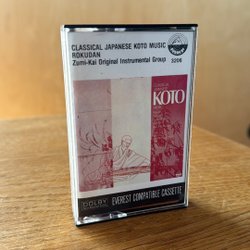 CLASSICAL JAPANESE KOTO MUSIC
ROKUDAN
Zumi-Kai Original Instrumental Group
3206
KOTO
DOLBY
EVEREST COMPATIBLE CASSETTE